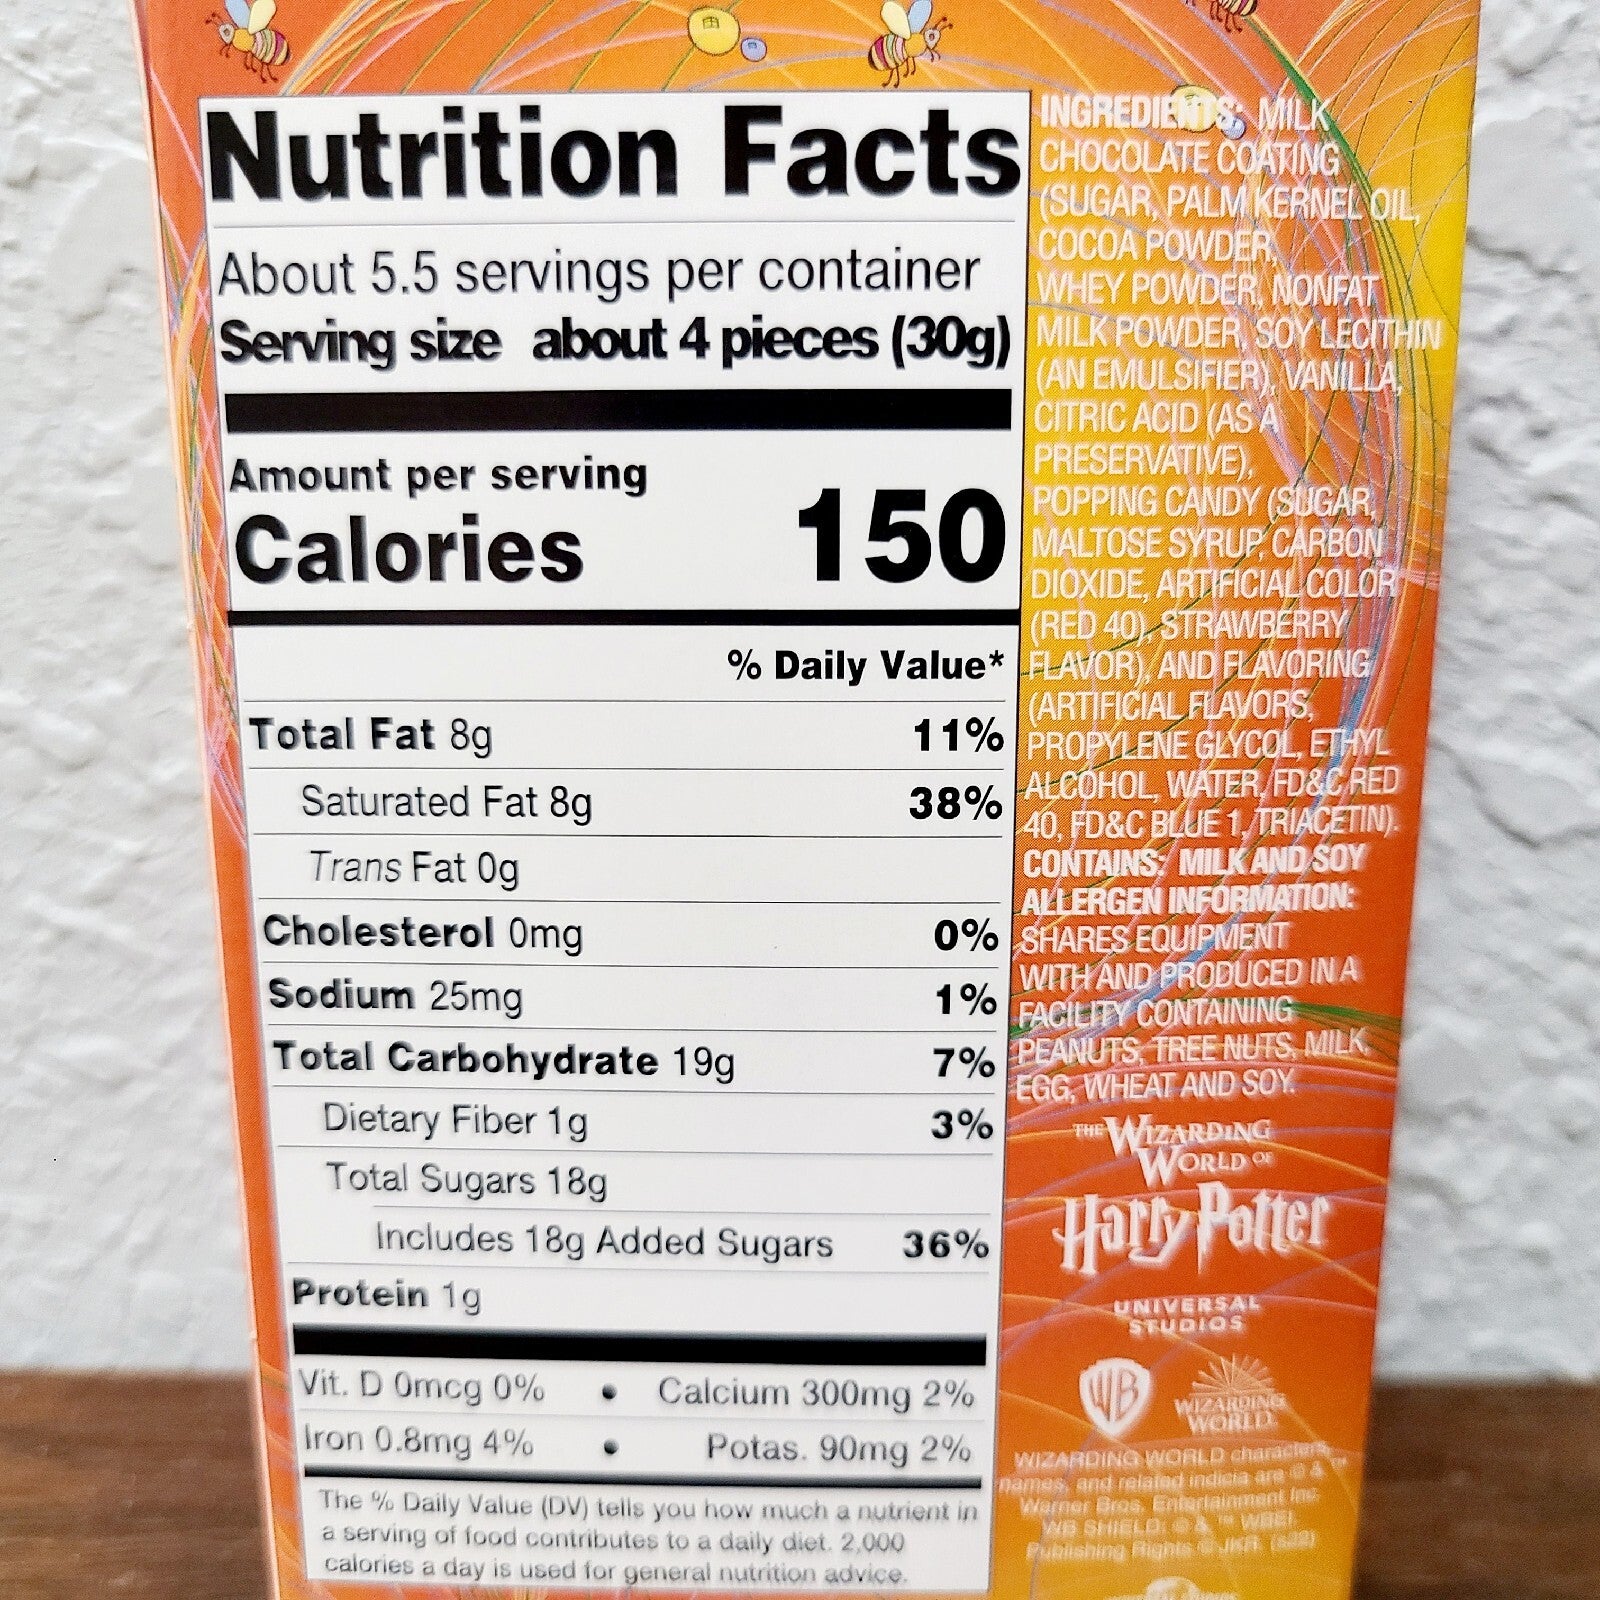 Nutrition Facts
About 5.5 servings per container
Serving size about 4 pieces (30g)
Amount per serving
Calories 150
% Daily Value*
Total Fat 8g 11%
Saturated Fat 8g 38%
Trans Fat 0g
Cholesterol 0mg 0%
Sodium 25mg 1%
Total Carbohydrate 19g 7%
Dietary Fiber 1g 3%
Total Sugars 18g
Includes 18g Added Sugars 36%
Protein 1g
Vit. D 0mcg 0% • Calcium 300mg 2%
Iron 0.8mg 4% • Potas. 90mg 2%
The % Daily Value (DV) tells you how much a nutrient in
a serving of food contributes to a daily diet. 2,000
calories a day is used for general nutrition advice.
INGREDIENTS: MILK
CHOCOLATE COATING
(SUGAR, PALM KERNEL OIL,
COCOA POWDER,
WHEY POWDER, NONFAT
MILK POWDER, SOY LECITHIN
(AN EMULSIFIER), VANILLA,
CITRIC ACID (AS A
PRESERVATIVE),
POPPING CANDY (SUGAR,
MALTOSE SYRUP, CARBON
DIOXIDE, ARTIFICIAL COLOR
(RED 40), STRAWBERRY
FLAVOR), AND FLAVORING
(ARTIFICIAL FLAVORS,
PROPYLENE GLYCOL, ETHYL
ALCOHOL, WATER, FD&C RED
40, FD&C BLUE 1, TRIACETIN).
CONTAINS: MILK AND SOY
ALLERGEN INFORMATION:
SHARES EQUIPMENT
WITH AND PRODUCED IN A
FACILITY CONTAINING
PEANUTS, TREE NUTS, MILK,
EGG, WHEAT AND SOY.
THE WIZARDING
WORLD OF
Harry Potter
UNIVERSAL
STUDIOS
WB
WIZARDING
WORLD
WIZARDING WORLD characters,
names, and related indicia are © & ™
Warner Bros. Entertainment Inc.
WB SHIELD: © & ™ WBEI.
Publishing Rights © JKR. (s22)